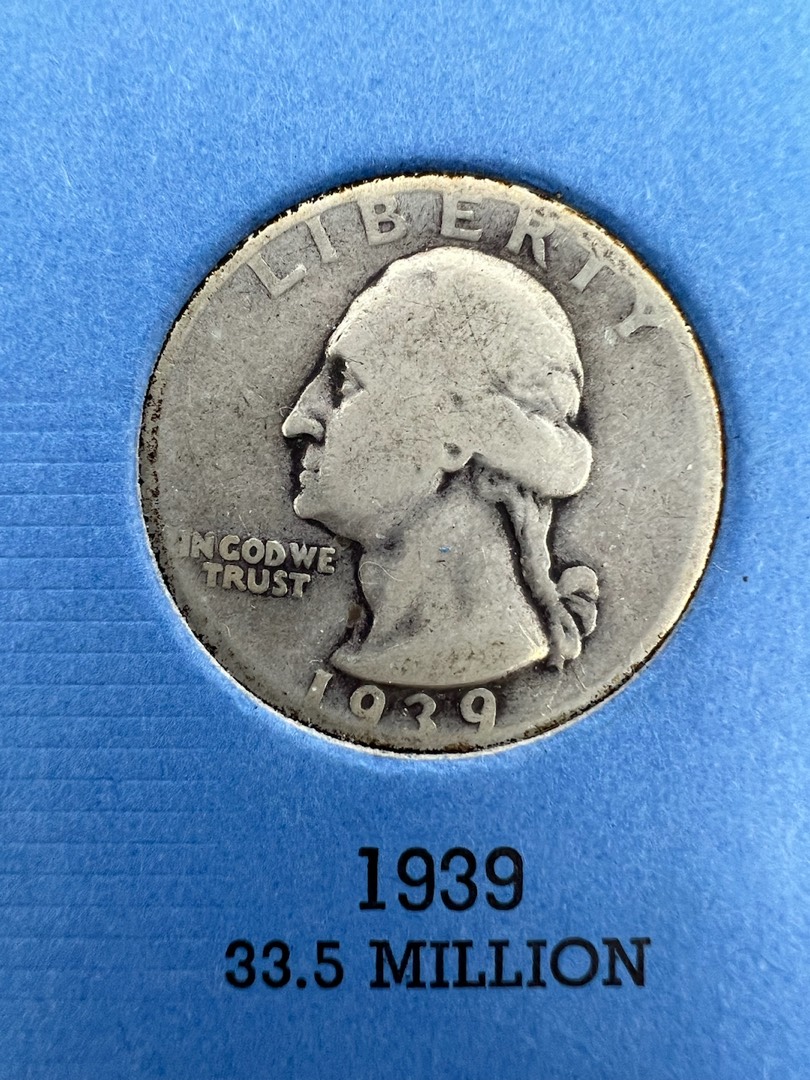 LIBERTY
IN GOD WE
TRUST
1939
1939
33.5 MILLION